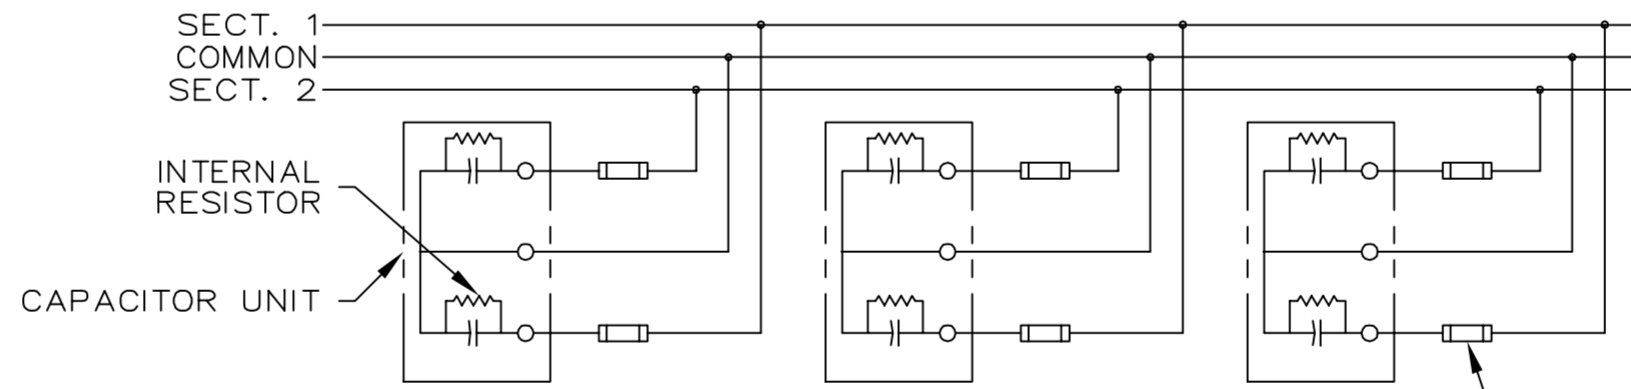 SECT. 1
COMMON
SECT. 2
INTERNAL
RESISTOR
CAPACITOR UNIT